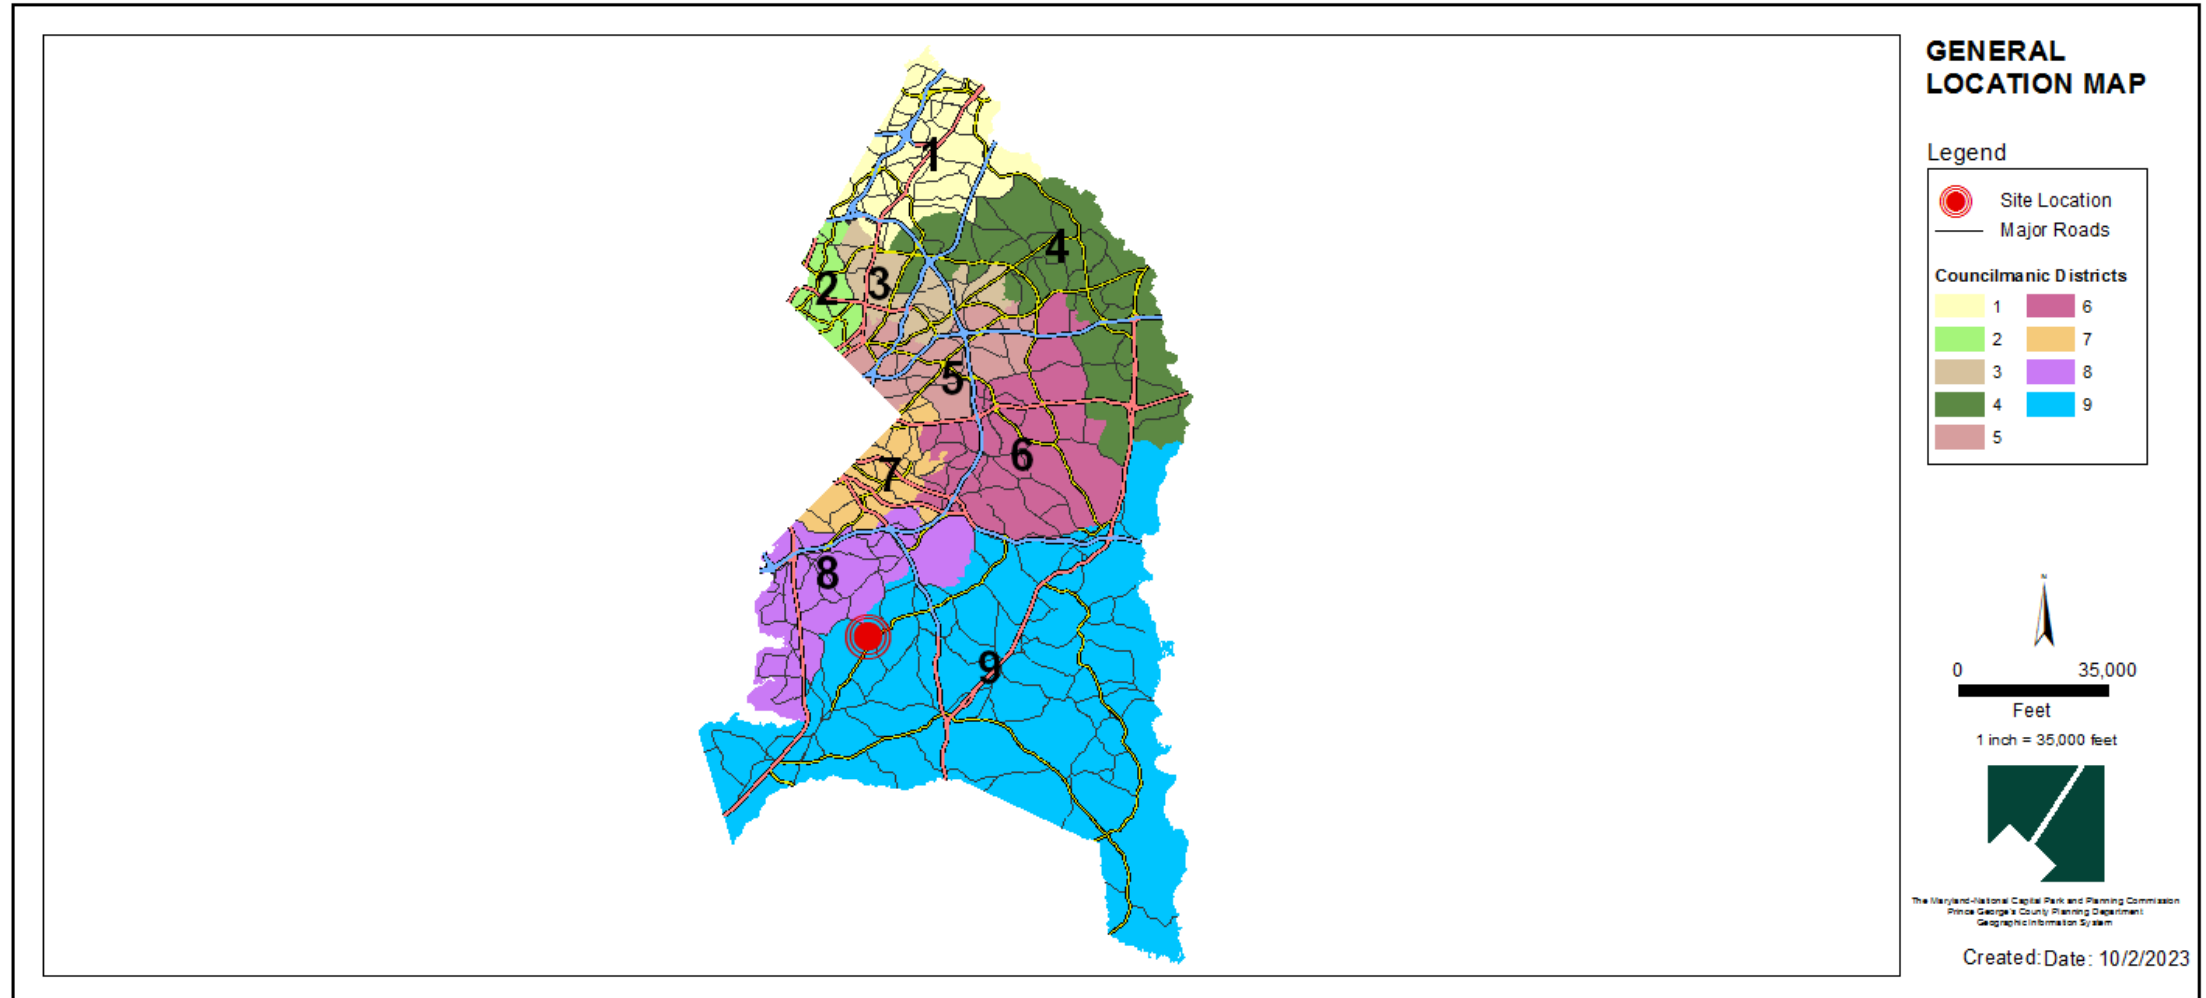 GENERAL
LOCATION MAP
Legend
Site Location
Major Roads
Councilmanic Districts
1 6
2 7
3 8
4 9
5
1
2
3
4
5
6
7
8
9
N
0 35,000
Feet
1 inch = 35,000 feet
The Maryland-National Capital Park and Planning Commission
Prince George's County Planning Department
Geographic Information System
Created: Date: 10/2/2023